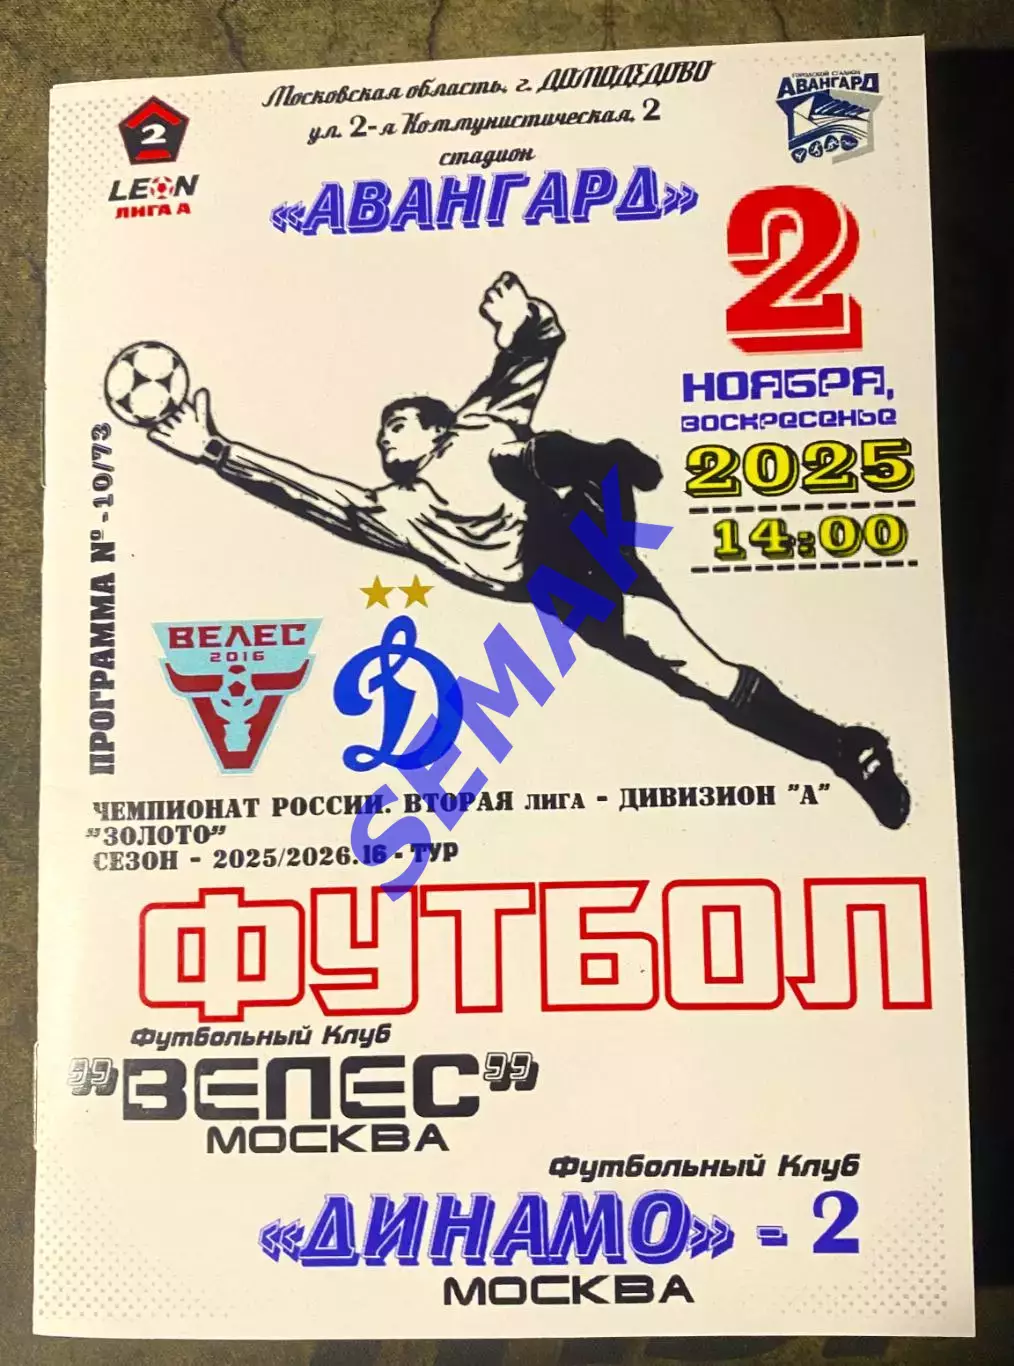 Московская область, г. ДОМОДЕДОВО
ул. 2-я Коммунистическая, 2
стадион
«АВАНГАРД»
2
LEON
ЛИГА А
ГОРОДСКОЙ СТАДИОН
АВАНГАРД
2
НОЯБРЯ,
ВОСКРЕСЕНЬЕ
2025
14:00
ПРОГРАММА № -10/73
ВЕЛЕС
2016
Д
SEMAK
ЧЕМПИОНАТ РОССИИ. ВТОРАЯ ЛИГА - ДИВИЗИОН "А"
"ЗОЛОТО"
СЕЗОН - 2025/2026.16 - ТУР
ФУТБОЛ
Футбольный Клуб
"ВЕЛЕС"
МОСКВА
Футбольный Клуб
«ДИНАМО» - 2
МОСКВА